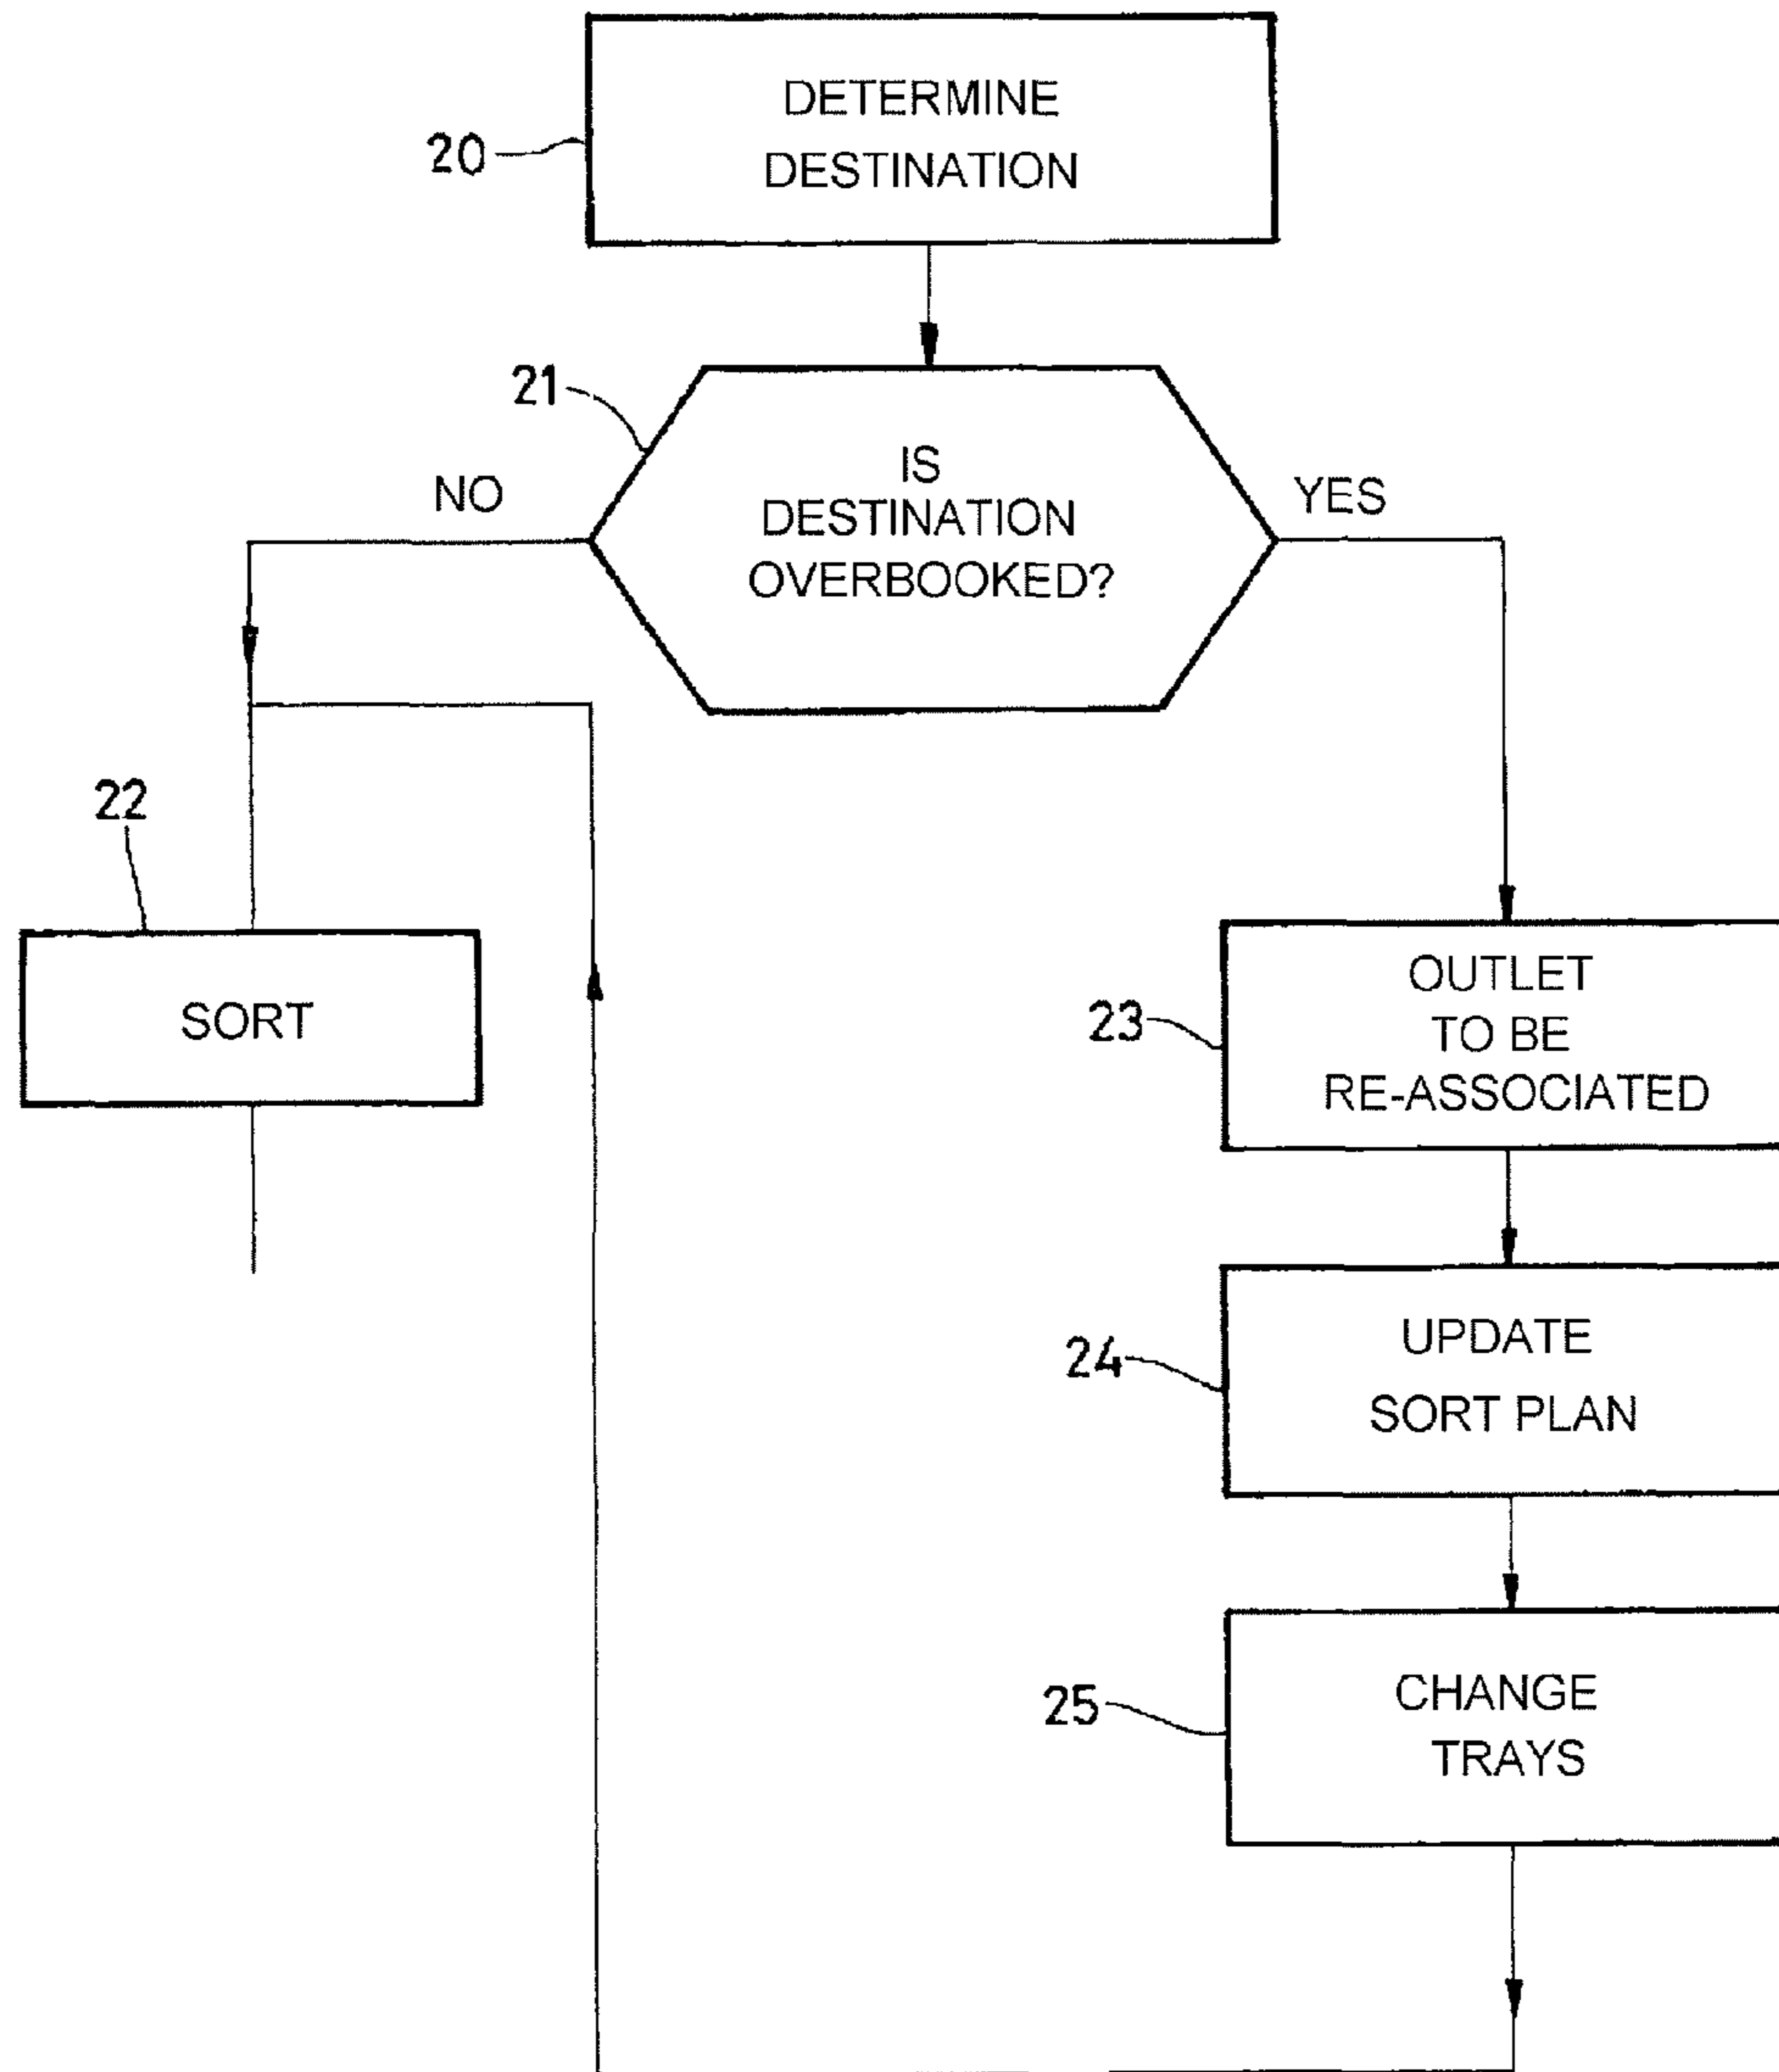 DETERMINE
DESTINATION
20
21
IS
DESTINATION
OVERBOOKED?
NO
YES
22
SORT
23
OUTLET
TO BE
RE-ASSOCIATED
24
UPDATE
SORT PLAN
25
CHANGE
TRAYS